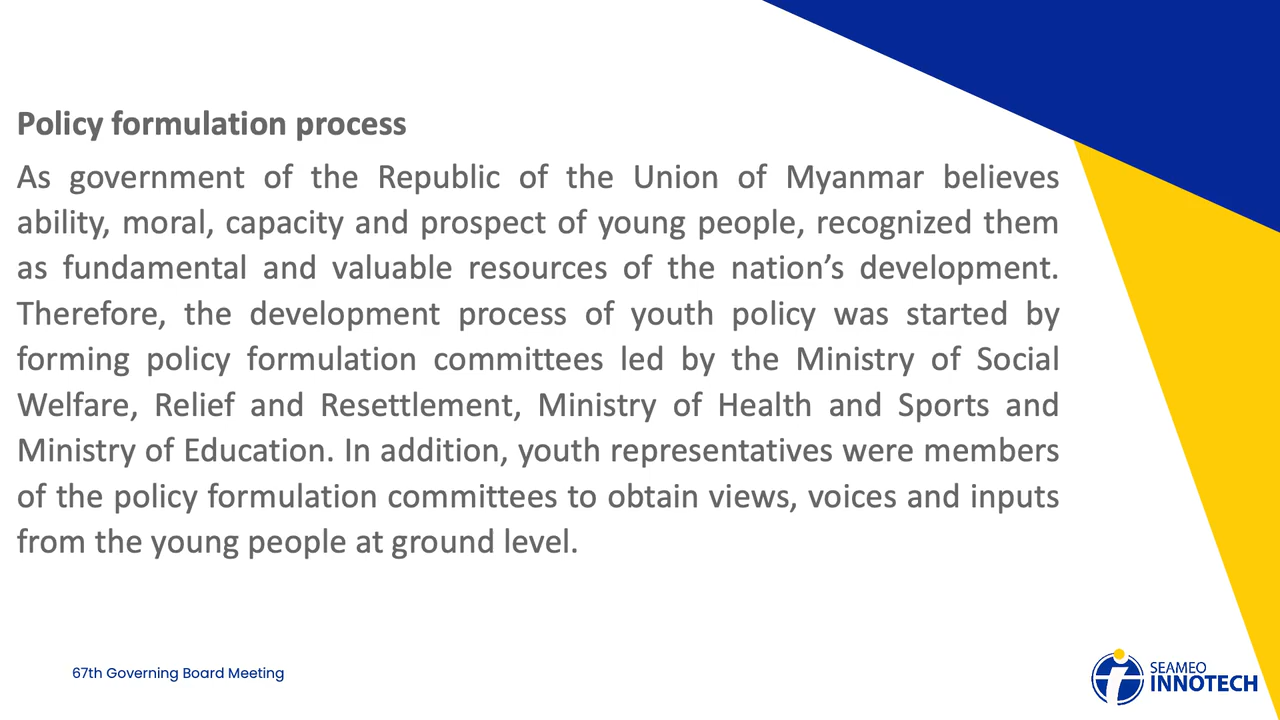 Policy formulation process
As government of the Republic of the Union of Myanmar believes
ability, moral, capacity and prospect of young people, recognized them
as fundamental and valuable resources of the nation’s development.
Therefore, the development process of youth policy was started by
forming policy formulation committees led by the Ministry of Social
Welfare, Relief and Resettlement, Ministry of Health and Sports and
Ministry of Education. In addition, youth representatives were members
of the policy formulation committees to obtain views, voices and inputs
from the young people at ground level.
67th Governing Board Meeting
SEAMEO
INNOTECH